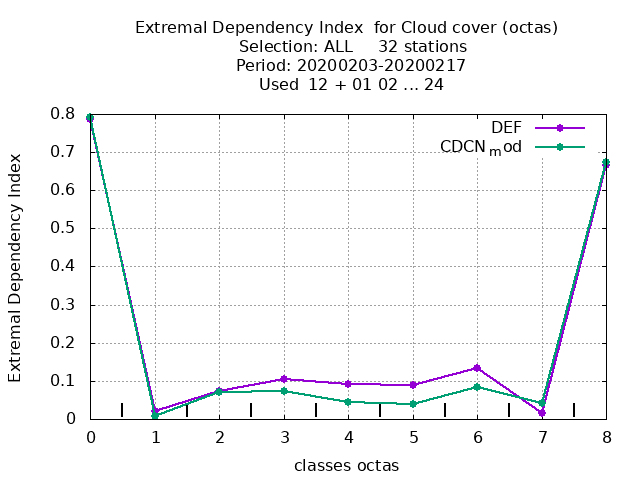 Extremal Dependency Index  for Cloud cover (octas)
Selection: ALL     32 stations
Period: 20200203-20200217
Used  12 + 01 02 ... 24
DEF
CDCNmod
0.8
0.7
0.6
0.5
0.4
0.3
0.2
0.1
0
Extremal Dependency Index
0 1 2 3 4 5 6 7 8
classes octas